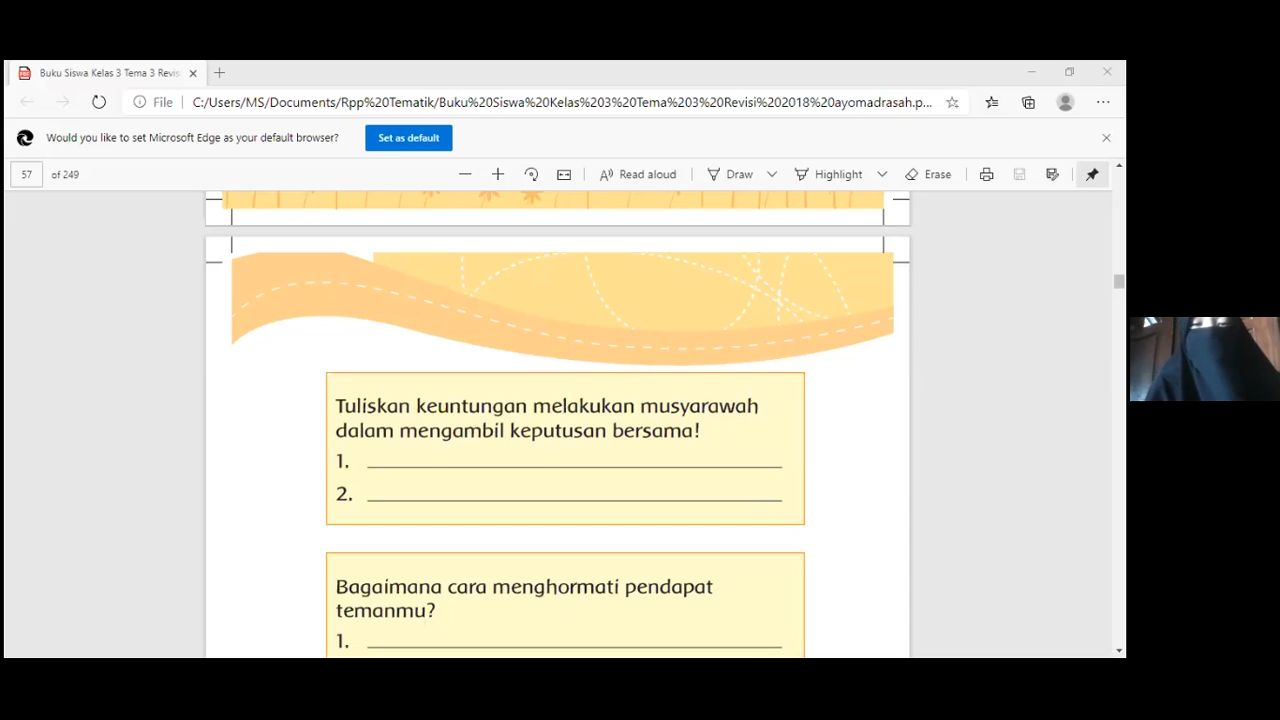 Buku Siswa Kelas 3 Tema 3 Revis
File
C:/Users/MS/Documents/Rpp%20Tematik/Buku%20Siswa%20Kelas%203%20Tema%203%20Revisi%202018%20ayomadrasah.p...
Would you like to set Microsoft Edge as your default browser?
Set as default
57 of 249
Read aloud
Draw
Highlight
Erase
Tuliskan keuntungan melakukan musyarawah
dalam mengambil keputusan bersama!
1.
2.
Bagaimana cara menghormati pendapat
temanmu?
1.